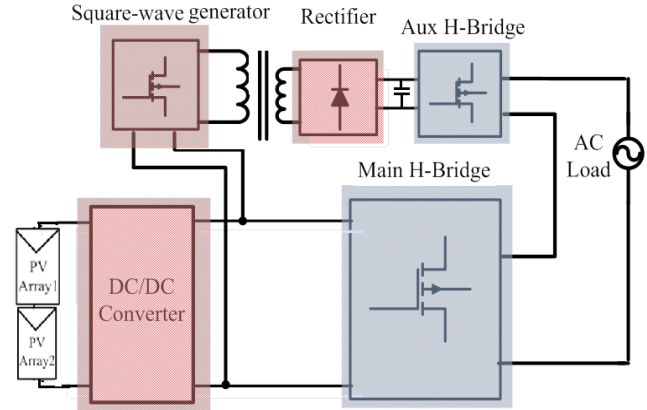 Square-wave generator
Rectifier
Aux H-Bridge
AC
Load
Main H-Bridge
PV
Array1
PV
Array2
DC/DC
Converter